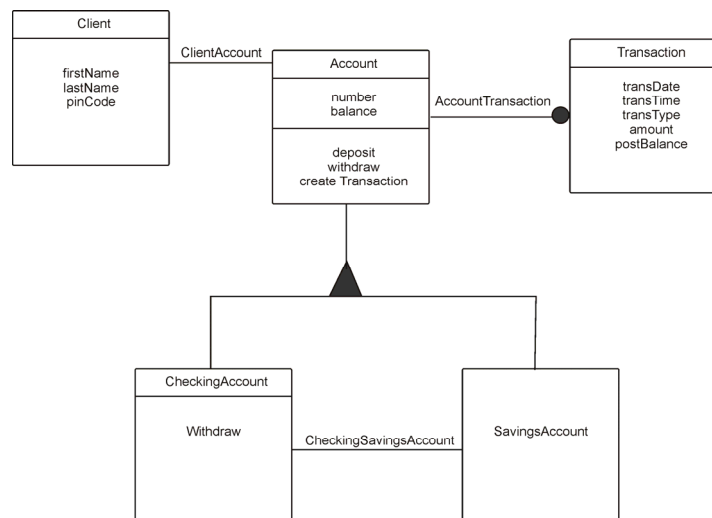 Client
firstName
lastName
pinCode
ClientAccount
Account
number
balance
deposit
withdraw
create Transaction
AccountTransaction
Transaction
transDate
transTime
transType
amount
postBalance
CheckingAccount
Withdraw
CheckingSavingsAccount
SavingsAccount